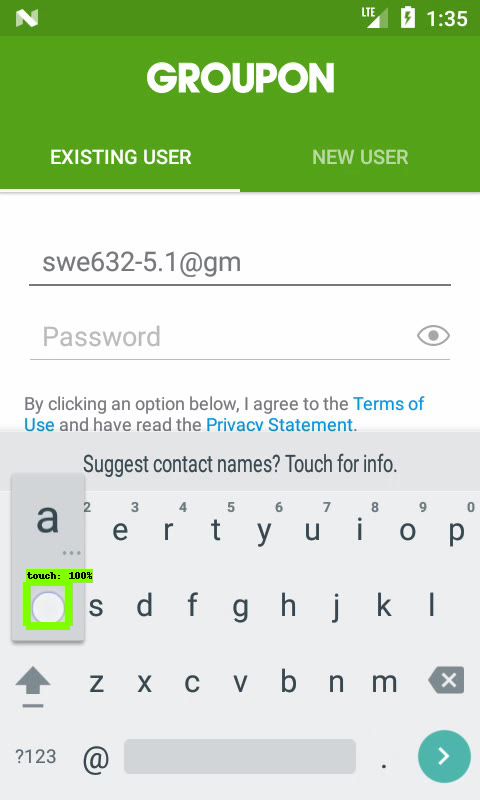 LTE 1:35
GROUPON
EXISTING USER NEW USER
swe632-5.1@gm
Password
By clicking an option below, I agree to the Terms of
Use and have read the Privacy Statement.
Suggest contact names? Touch for info.
a
2 3 4 5 6 7 8 9 0
e r t y u i o p
touch: 100%
s d f g h j k l
z x c v b n m
?123 @ .